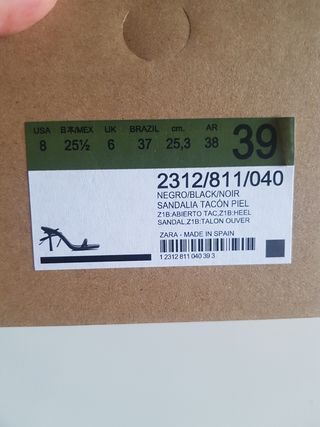 USA 日本/MEX UK BRAZIL cm. AR
8 25½ 6 37 25,3 38 39
2312/811/040
NEGRO/BLACK/NOIR
SANDALIA TACÓN PIEL
Z1B:ABIERTO TAC,Z1B:HEEL
SANDAL,Z1B:TALON OUVER
ZARA - MADE IN SPAIN
1 2312 811 040 39 3